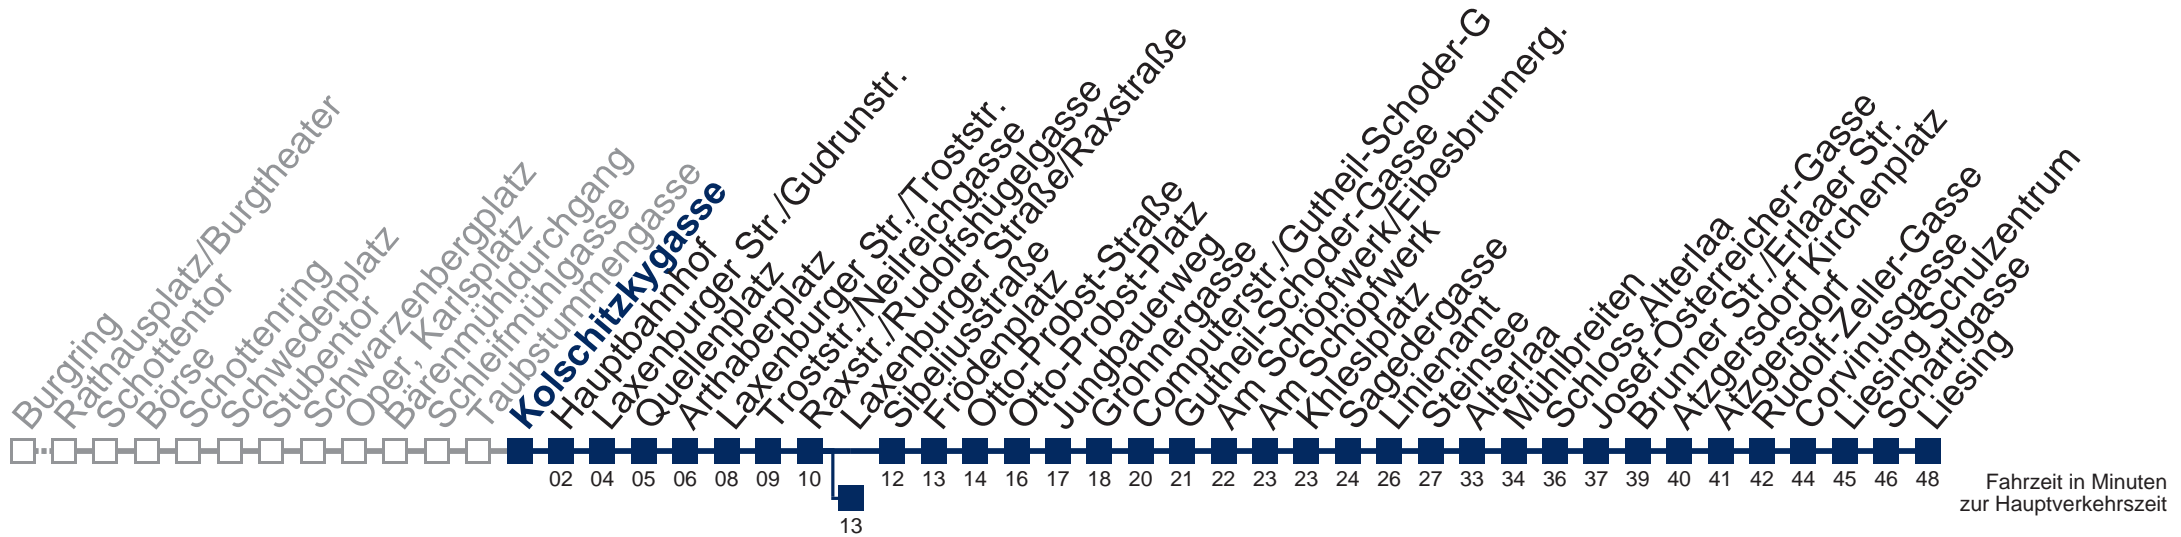 Burgring
Rathausplatz/Burgtheater
Schottentor
Börse
Schottenring
Schwedenplatz
Stubentor
Schwarzenbergplatz
Oper, Karlsplatz
Bärenmühldurchgang
Schleifmühlgasse
Taubstummengasse
Kolschitzkygasse
Hauptbahnhof
Laxenburger Str./Gudrunstr.
Quellenplatz
Arthaberplatz
Laxenburger Str./Troststr.
Troststr./Neilreichgasse
Raxstr./Rudolfshügelgasse
Laxenburger Straße/Raxstraße
Sibeliusstraße
Frödenplatz
Otto-Probst-Straße
Otto-Probst-Platz
Jungbauerweg
Grohnergasse
Computerstr./Gutheil-Schoder-G
Gutheil-Schoder-Gasse
Am Schöpfwerk/Eibesbrunnerg.
Am Schöpfwerk
Khleslplatz
Sagedergasse
Linienamt
Steinsee
Alterlaa
Mühlbreiten
Schloss Alterlaa
Josef-Österreicher-Gasse
Brunner Str./Erlaaer Str.
Atzgersdorf Kirchenplatz
Atzgersdorf
Rudolf-Zeller-Gasse
Corvinusgasse
Liesing Schulzentrum
Schartlgasse
Liesing
02 04 05 06 08 09 10 12 13 14 16 17 18 20 21 22 23 23 24 26 27 33 34 36 37 39 40 41 42 44 45 46 48
13
Fahrzeit in Minuten
zur Hauptverkehrszeit